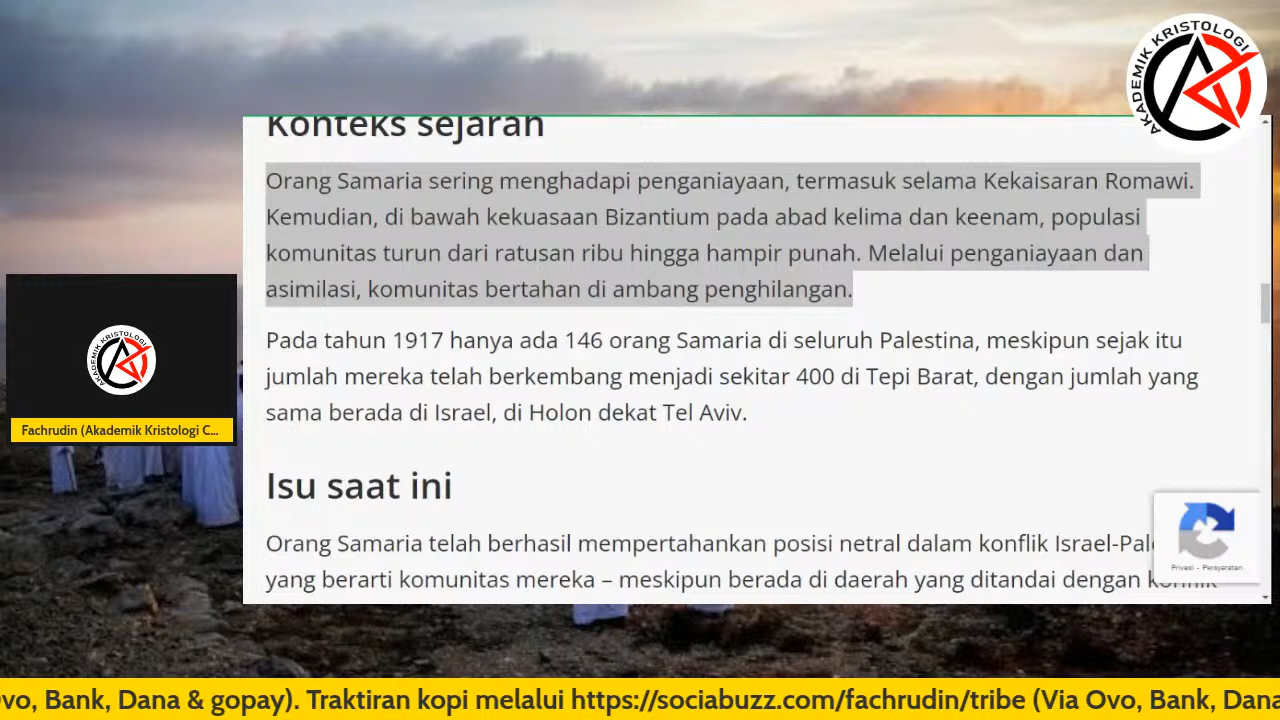 AKADEMIK KRISTOLOGI
Konteks sejarah
Orang Samaria sering menghadapi penganiayaan, termasuk selama Kekaisaran Romawi.
Kemudian, di bawah kekuasaan Bizantium pada abad kelima dan keenam, populasi
komunitas turun dari ratusan ribu hingga hampir punah. Melalui penganiayaan dan
asimilasi, komunitas bertahan di ambang penghilangan.
Pada tahun 1917 hanya ada 146 orang Samaria di seluruh Palestina, meskipun sejak itu
jumlah mereka telah berkembang menjadi sekitar 400 di Tepi Barat, dengan jumlah yang
sama berada di Israel, di Holon dekat Tel Aviv.
AKADEMIK KRISTOLOGI
Fachrudin (Akademik Kristologi C...
Isu saat ini
Orang Samaria telah berhasil mempertahankan posisi netral dalam konflik Israel-Pale
yang berarti komunitas mereka – meskipun berada di daerah yang ditandai dengan konflik
Privasi - Persyaratan
Ovo, Bank, Dana & gopay). Traktiran kopi melalui https://sociabuzz.com/fachrudin/tribe (Via Ovo, Bank, Dana